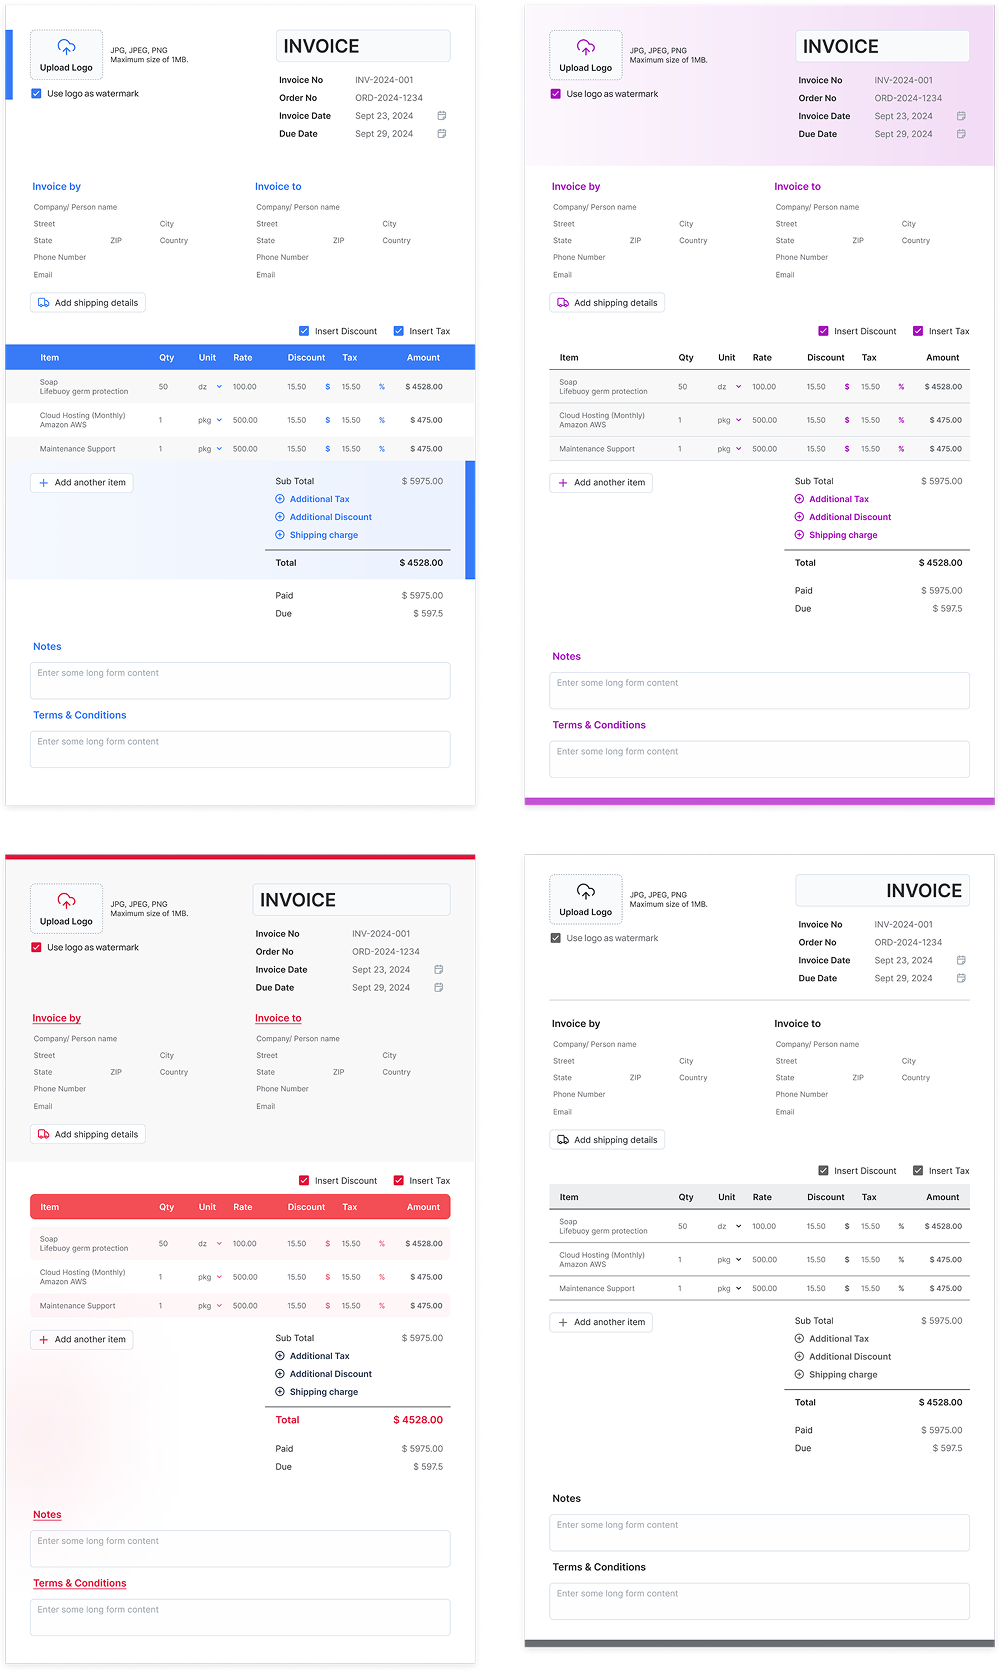 JPG, JPEG, PNG
Maximum size of 1MB.
Upload Logo
Use logo as watermark
INVOICE
Invoice No INV-2024-001
Order No ORD-2024-1234
Invoice Date Sept 23, 2024
Due Date Sept 29, 2024
Invoice by Invoice to
Company/ Person name Company/ Person name
Street City Street City
State ZIP Country State ZIP Country
Phone Number Phone Number
Email Email
Add shipping details
Insert Discount Insert Tax
Item Qty Unit Rate Discount Tax Amount
Soap
Lifebuoy germ protection 50 dz 100.00 15.50 $ 15.50 % $ 4528.00
Cloud Hosting (Monthly)
Amazon AWS 1 pkg 500.00 15.50 $ 15.50 % $ 475.00
Maintenance Support 1 pkg 500.00 15.50 $ 15.50 % $ 475.00
Add another item
Sub Total $ 5975.00
Additional Tax
Additional Discount
Shipping charge
Total $ 4528.00
Paid $ 5975.00
Due $ 597.5
Notes
Enter some long form content
Terms & Conditions
Enter some long form content
JPG, JPEG, PNG
Maximum size of 1MB.
Upload Logo
Use logo as watermark
INVOICE
Invoice No INV-2024-001
Order No ORD-2024-1234
Invoice Date Sept 23, 2024
Due Date Sept 29, 2024
Invoice by Invoice to
Company/ Person name Company/ Person name
Street City Street City
State ZIP Country State ZIP Country
Phone Number Phone Number
Email Email
Add shipping details
Insert Discount Insert Tax
Item Qty Unit Rate Discount Tax Amount
Soap
Lifebuoy germ protection 50 dz 100.00 15.50 $ 15.50 % $ 4528.00
Cloud Hosting (Monthly)
Amazon AWS 1 pkg 500.00 15.50 $ 15.50 % $ 475.00
Maintenance Support 1 pkg 500.00 15.50 $ 15.50 % $ 475.00
Add another item
Sub Total $ 5975.00
Additional Tax
Additional Discount
Shipping charge
Total $ 4528.00
Paid $ 5975.00
Due $ 597.5
Notes
Enter some long form content
Terms & Conditions
Enter some long form content
JPG, JPEG, PNG
Maximum size of 1MB.
Upload Logo
Use logo as watermark
INVOICE
Invoice No INV-2024-001
Order No ORD-2024-1234
Invoice Date Sept 23, 2024
Due Date Sept 29, 2024
Invoice by Invoice to
Company/ Person name Company/ Person name
Street City Street City
State ZIP Country State ZIP Country
Phone Number Phone Number
Email Email
Add shipping details
Insert Discount Insert Tax
Item Qty Unit Rate Discount Tax Amount
Soap
Lifebuoy germ protection 50 dz 100.00 15.50 $ 15.50 % $ 4528.00
Cloud Hosting (Monthly)
Amazon AWS 1 pkg 500.00 15.50 $ 15.50 % $ 475.00
Maintenance Support 1 pkg 500.00 15.50 $ 15.50 % $ 475.00
Add another item
Sub Total $ 5975.00
Additional Tax
Additional Discount
Shipping charge
Total $ 4528.00
Paid $ 5975.00
Due $ 597.5
Notes
Enter some long form content
Terms & Conditions
Enter some long form content
JPG, JPEG, PNG
Maximum size of 1MB.
Upload Logo
Use logo as watermark
INVOICE
Invoice No INV-2024-001
Order No ORD-2024-1234
Invoice Date Sept 23, 2024
Due Date Sept 29, 2024
Invoice by Invoice to
Company/ Person name Company/ Person name
Street City Street City
State ZIP Country State ZIP Country
Phone Number Phone Number
Email Email
Add shipping details
Insert Discount Insert Tax
Item Qty Unit Rate Discount Tax Amount
Soap
Lifebuoy germ protection 50 dz 100.00 15.50 $ 15.50 % $ 4528.00
Cloud Hosting (Monthly)
Amazon AWS 1 pkg 500.00 15.50 $ 15.50 % $ 475.00
Maintenance Support 1 pkg 500.00 15.50 $ 15.50 % $ 475.00
Add another item
Sub Total $ 5975.00
Additional Tax
Additional Discount
Shipping charge
Total $ 4528.00
Paid $ 5975.00
Due $ 597.5
Notes
Enter some long form content
Terms & Conditions
Enter some long form content